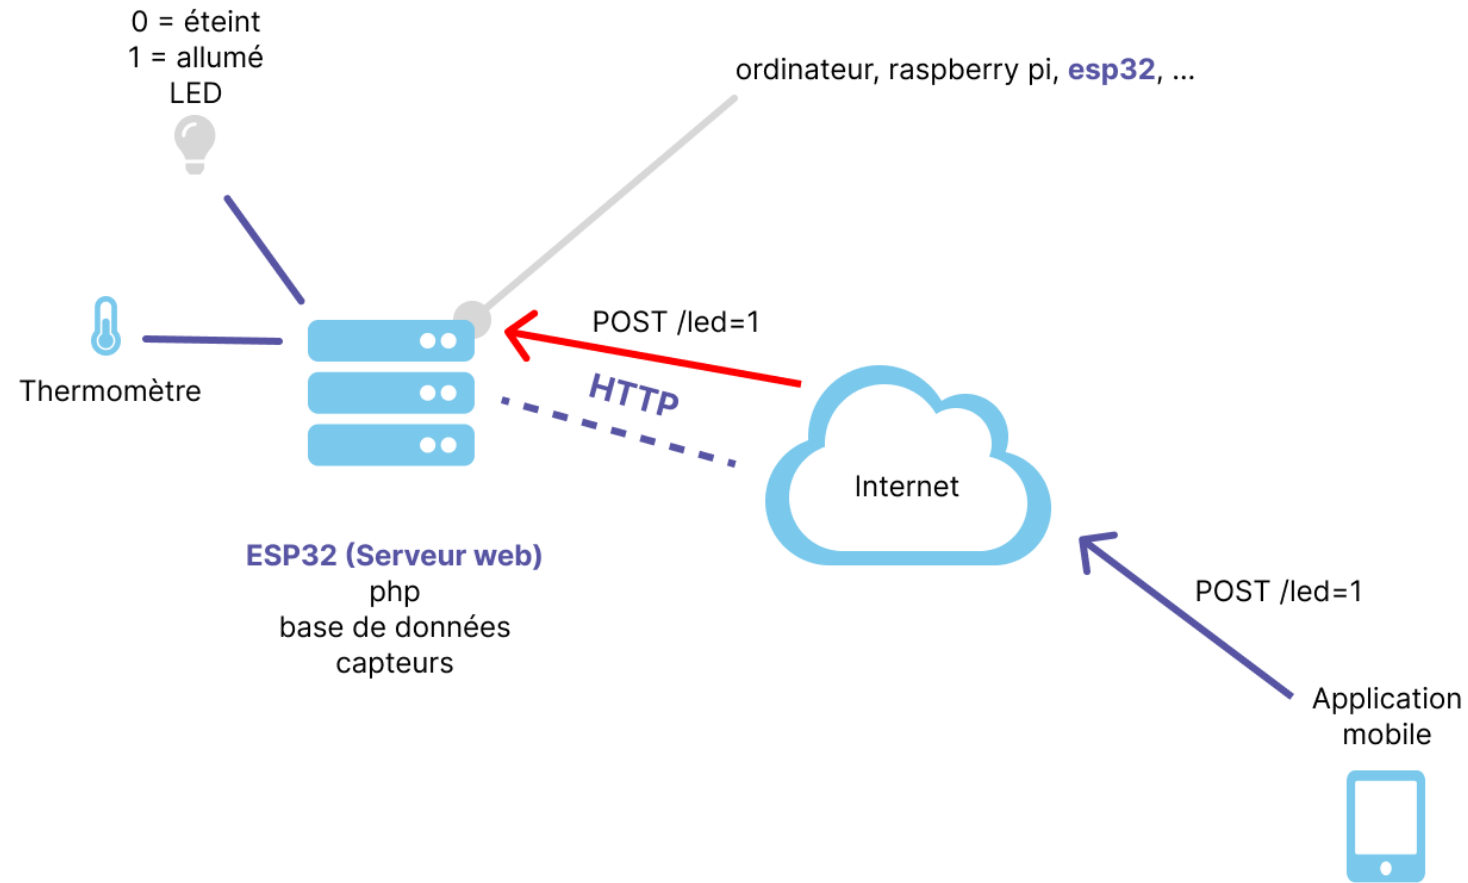 0 = éteint
1 = allumé
LED
ordinateur, raspberry pi, esp32, ...
POST /led=1
HTTP
Thermomètre
Internet
ESP32 (Serveur web)
php
base de données
capteurs
POST /led=1
Application
mobile